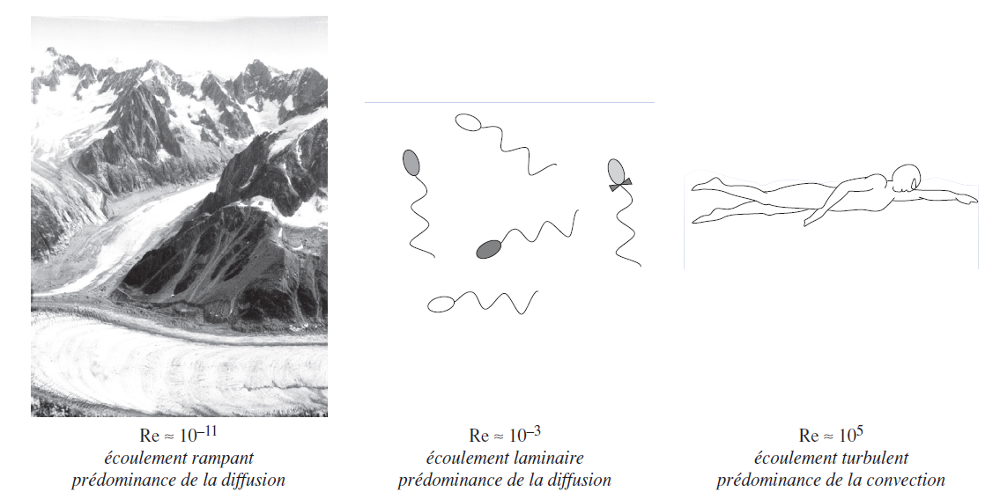 Re ≈ 10⁻¹¹
écoulement rampant
prédominance de la diffusion
Re ≈ 10⁻³
écoulement laminaire
prédominance de la diffusion
Re ≈ 10⁵
écoulement turbulent
prédominance de la convection